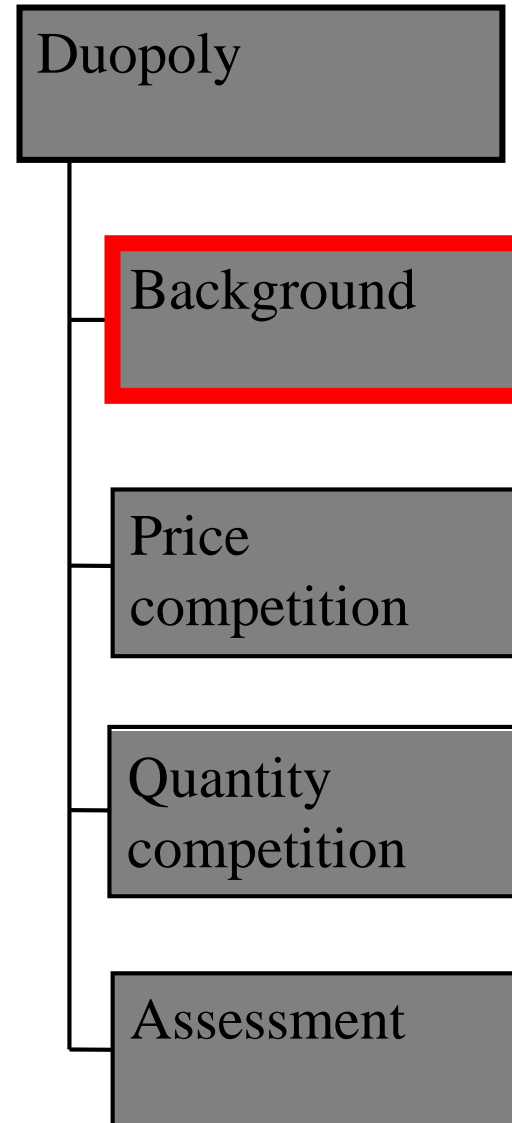 Duopoly
Background
Price
competition
Quantity
competition
Assessment